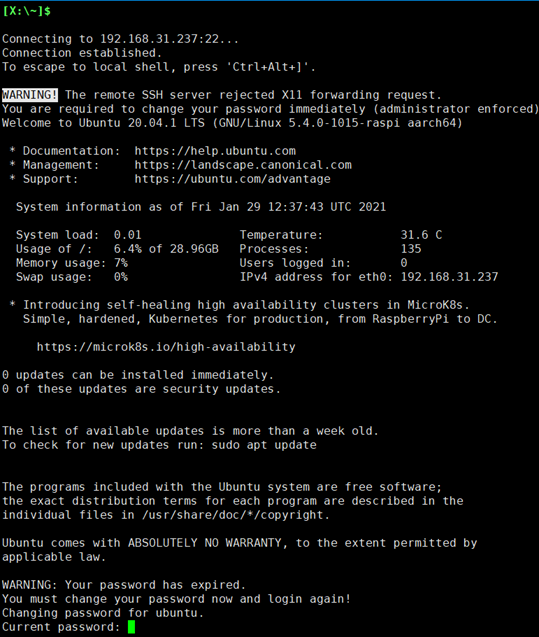 [X:\~]$
Connecting to 192.168.31.237:22...
Connection established.
To escape to local shell, press 'Ctrl+Alt+]'.
WARNING! The remote SSH server rejected X11 forwarding request.
You are required to change your password immediately (administrator enforced)
Welcome to Ubuntu 20.04.1 LTS (GNU/Linux 5.4.0-1015-raspi aarch64)
* Documentation:  https://help.ubuntu.com
* Management:     https://landscape.canonical.com
* Support:        https://ubuntu.com/advantage
System information as of Fri Jan 29 12:37:43 UTC 2021
System load:  0.01               Temperature:           31.6 C
Usage of /:   6.4% of 28.96GB   Processes:             135
Memory usage: 7%                 Users logged in:       0
Swap usage:   0%                 IPv4 address for eth0: 192.168.31.237
* Introducing self-healing high availability clusters in MicroK8s.
Simple, hardened, Kubernetes for production, from RaspberryPi to DC.
https://microk8s.io/high-availability
0 updates can be installed immediately.
0 of these updates are security updates.
The list of available updates is more than a week old.
To check for new updates run: sudo apt update
The programs included with the Ubuntu system are free software;
the exact distribution terms for each program are described in the
individual files in /usr/share/doc/*/copyright.
Ubuntu comes with ABSOLUTELY NO WARRANTY, to the extent permitted by
applicable law.
WARNING: Your password has expired.
You must change your password now and login again!
Changing password for ubuntu.
Current password: